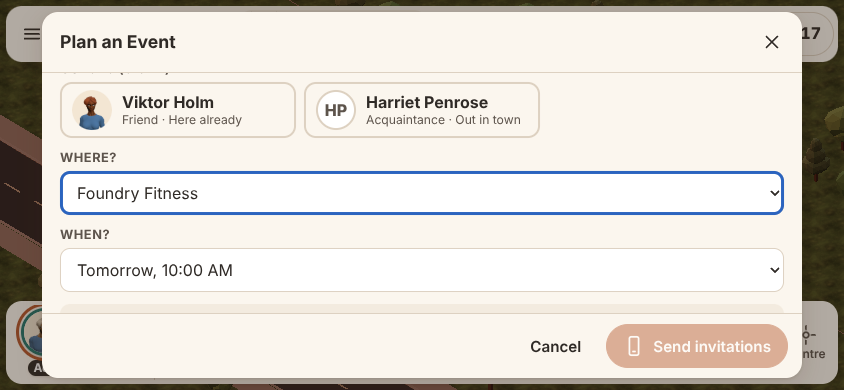 Plan an Event
17
Viktor Holm
Friend · Here already
HP
Harriet Penrose
Acquaintance · Out in town
WHERE?
Foundry Fitness
WHEN?
Tomorrow, 10:00 AM
Cancel
Send invitations